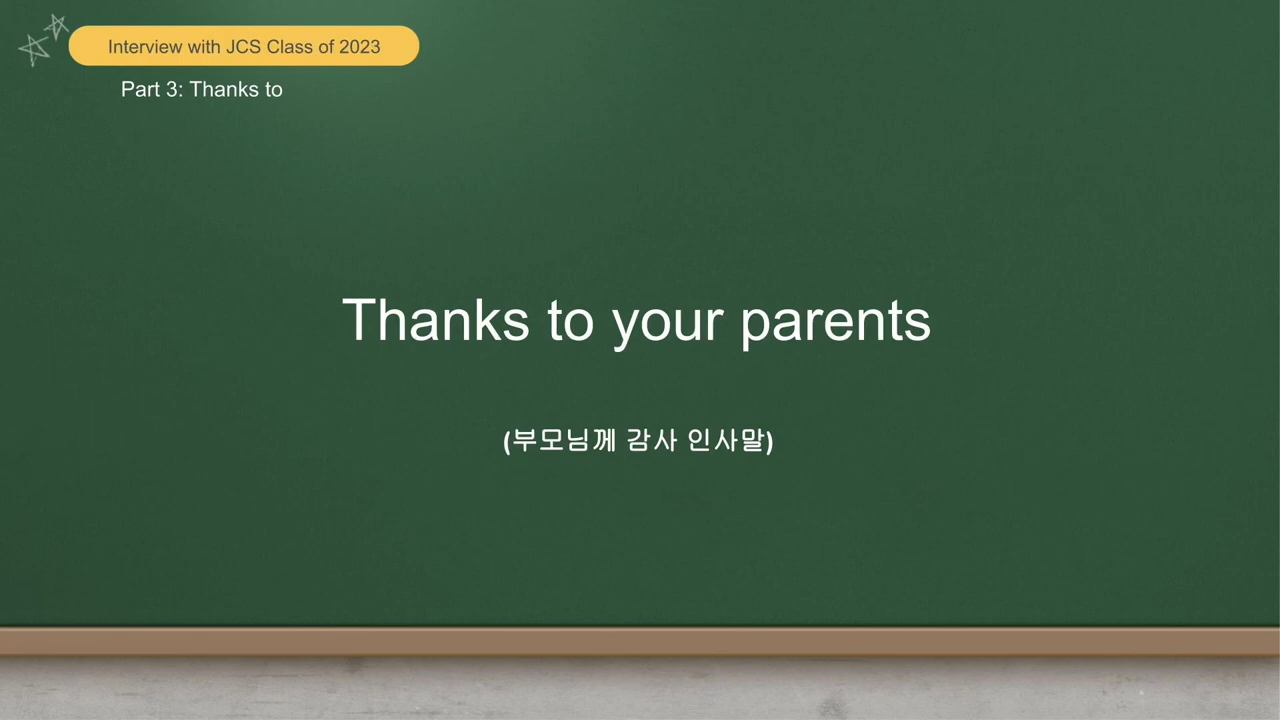 Interview with JCS Class of 2023
Part 3: Thanks to
Thanks to your parents
(부모님께 감사 인사말)